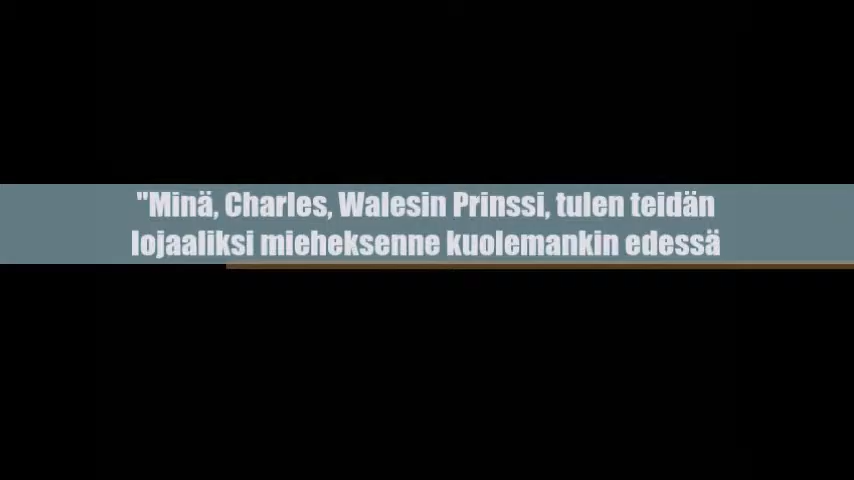 "Minä, Charles, Walesin Prinssi, tulen teidän
lojaaliksi mieheksenne kuolemankin edessä